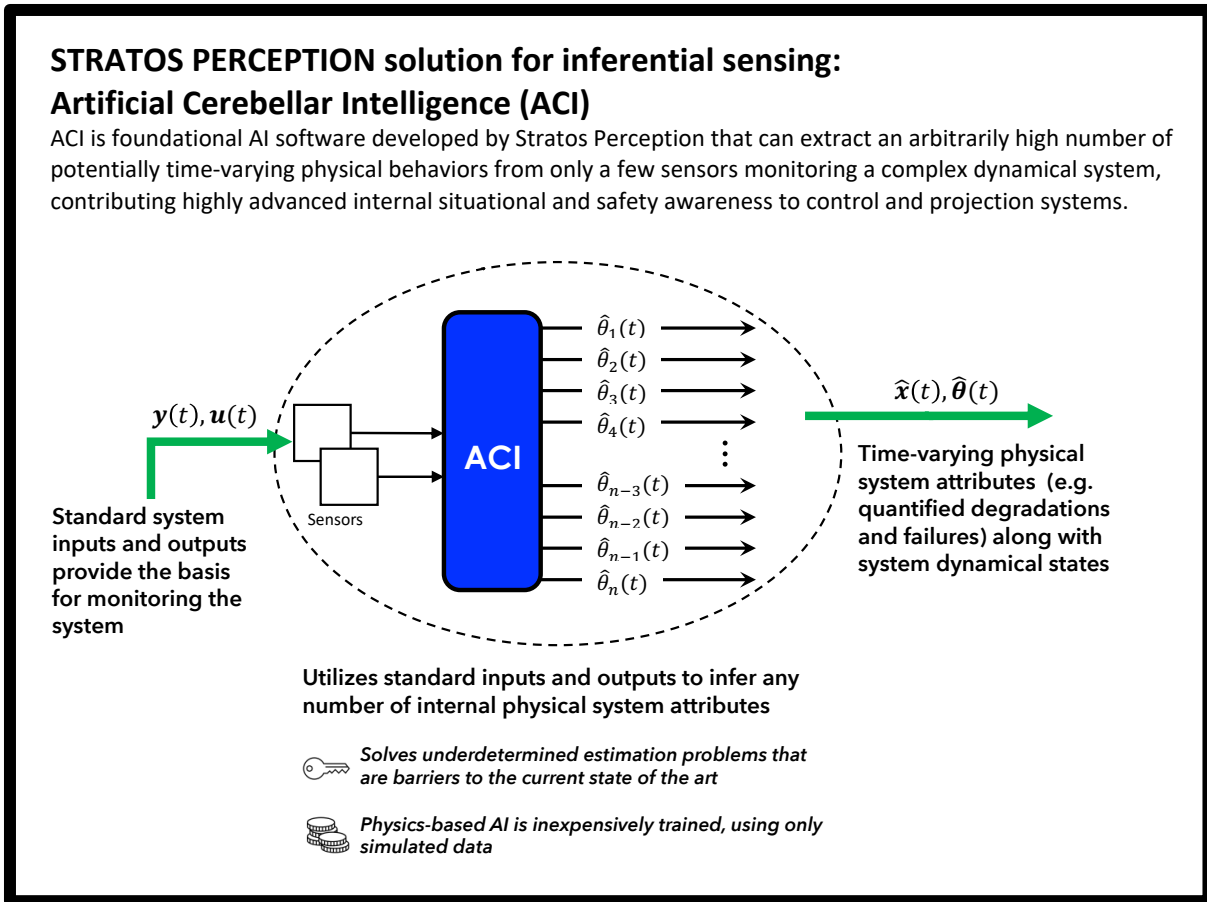 STRATOS PERCEPTION solution for inferential sensing:
Artificial Cerebellar Intelligence (ACI)
ACI is foundational AI software developed by Stratos Perception that can extract an arbitrarily high number of
potentially time-varying physical behaviors from only a few sensors monitoring a complex dynamical system,
contributing highly advanced internal situational and safety awareness to control and projection systems.
y(t), u(t)
Standard system
inputs and outputs
provide the basis
for monitoring the
system
Sensors
ACI
θ̂₁(t)
θ̂₂(t)
θ̂₃(t)
θ̂₄(t)
⋮
θ̂ₙ₋₃(t)
θ̂ₙ₋₂(t)
θ̂ₙ₋₁(t)
θ̂ₙ(t)
x̂(t), θ̂(t)
Time-varying physical
system attributes (e.g.
quantified degradations
and failures) along with
system dynamical states
Utilizes standard inputs and outputs to infer any
number of internal physical system attributes
Solves underdetermined estimation problems that
are barriers to the current state of the art
Physics-based AI is inexpensively trained, using only
simulated data